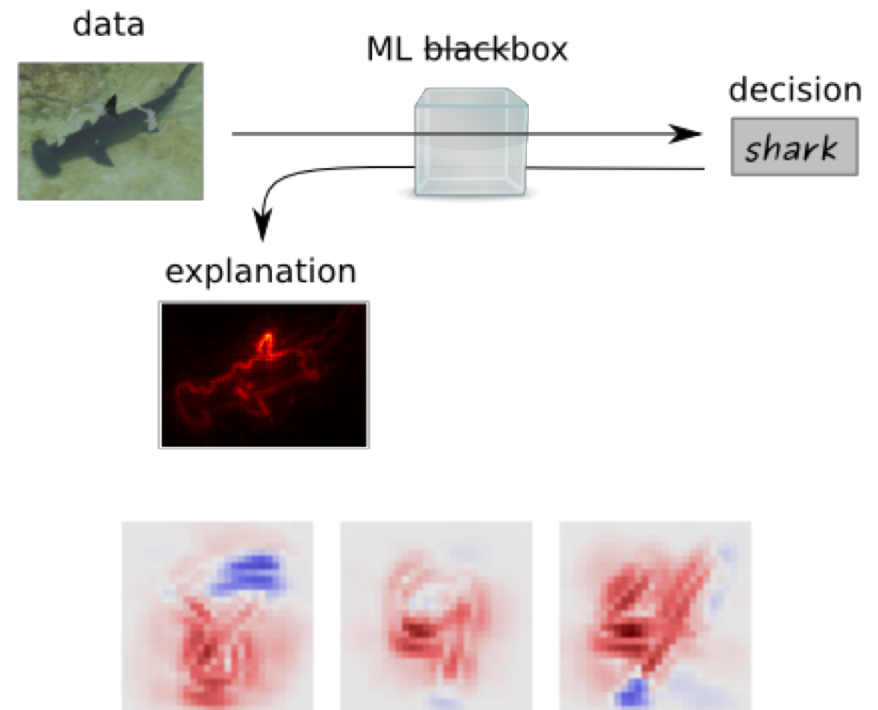 data
ML blackbox
decision
shark
explanation